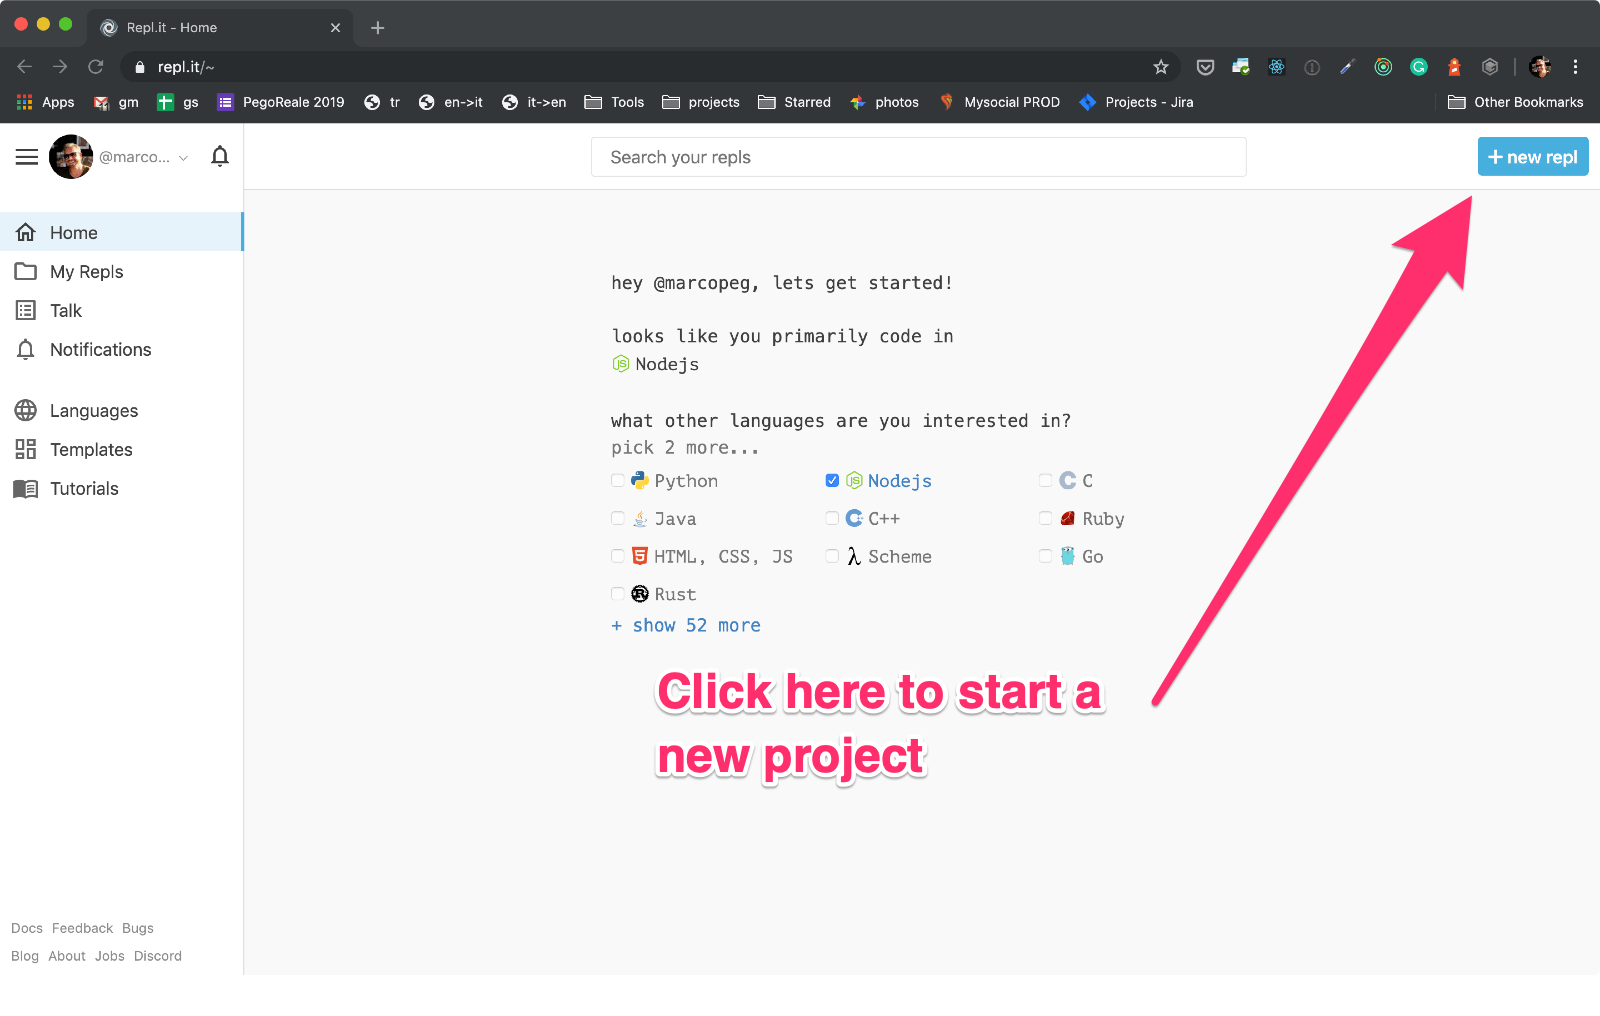 Repl.it - Home
repl.it/~
Apps gm gs PegoReale 2019 tr en->it it->en Tools projects Starred photos Mysocial PROD Projects - Jira Other Bookmarks
@marco...
Search your repls
+ new repl
Home
My Repls
Talk
Notifications
Languages
Templates
Tutorials
hey @marcopeg, lets get started!
looks like you primarily code in
Nodejs
what other languages are you interested in?
pick 2 more...
Python Nodejs C
Java C++ Ruby
HTML, CSS, JS Scheme Go
Rust
+ show 52 more
Click here to start a
new project
Docs Feedback Bugs
Blog About Jobs Discord